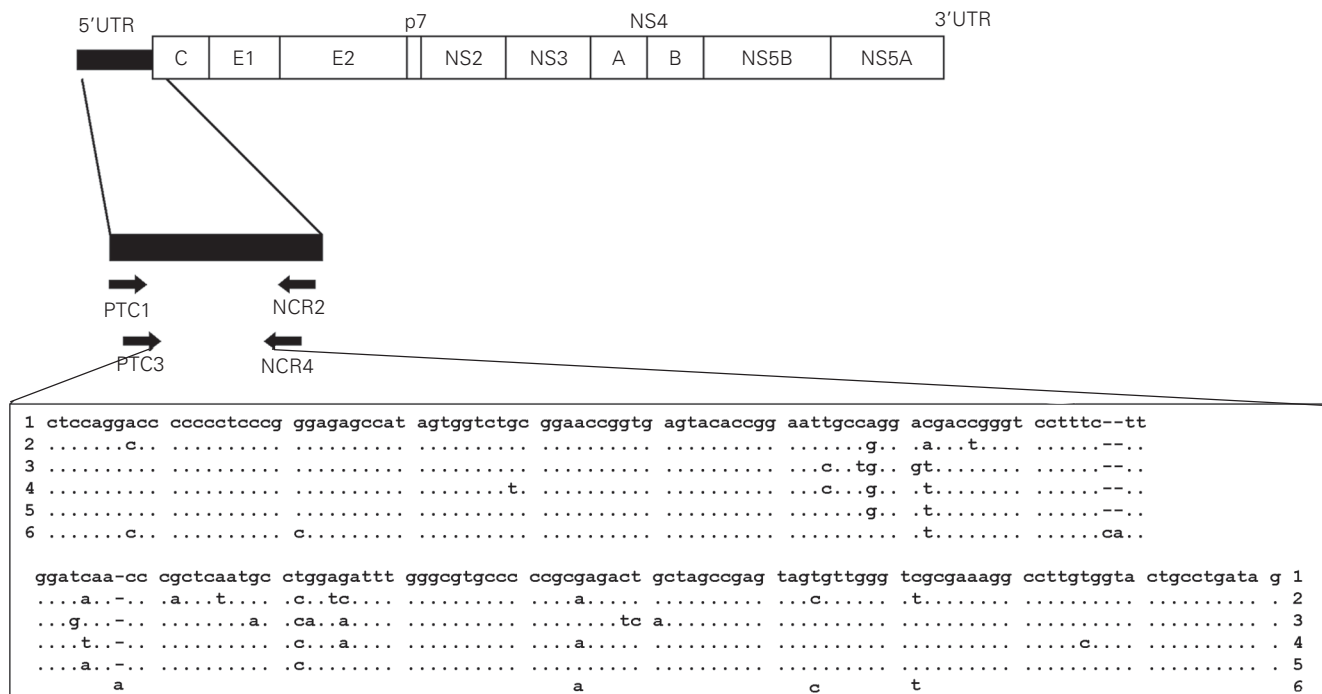 5'UTR p7 NS4 3'UTR
C E1 E2 NS2 NS3 A B NS5B NS5A
PTC1 NCR2
PTC3 NCR4
1 ctccaggacc ccccctcccg ggagagccat agtggtctgc ggaaccggtg agtacaccgg aattgccagg acgaccgggt cctttc--tt
2 .......c.. .......... .......... .......... .......... .......... .......g.. .a...t.... ......--..
3 .......... .......... .......... .......... .......... .......... ...c..tg.. gt........ ......--..
4 .......... .......... .......... ........t. .......... .......... ...c...g.. .t........ ......--..
5 .......... .......... .......... .......... .......... .......... .......g.. .t........ ......--..
6 .......c.. .......... c......... .......... .......... .......... .......... .t........ ......ca..
ggatcaa-cc cgctcaatgc ctggagattt gggcgtgccc ccgcgagact gctagccgag tagtgttggg tcgcgaaagg ccttgtggta ctgcctgata g 1
....a..-.. .a...t.... .c..tc.... .......... ....a..... .......... ...c...... .t........ .......... .......... . 2
...g...-.. ........a. .ca..a.... .......... ........tc a......... .......... .......... .......... .......... . 3
....t..-.. .......... .c...a.... .......... ....a..... .......... .......... .......... .....c.... .......... . 4
....a..-.. .......... .c........ .......... .......... .......... .......... .......... .......... .......... . 5
a a c t 6